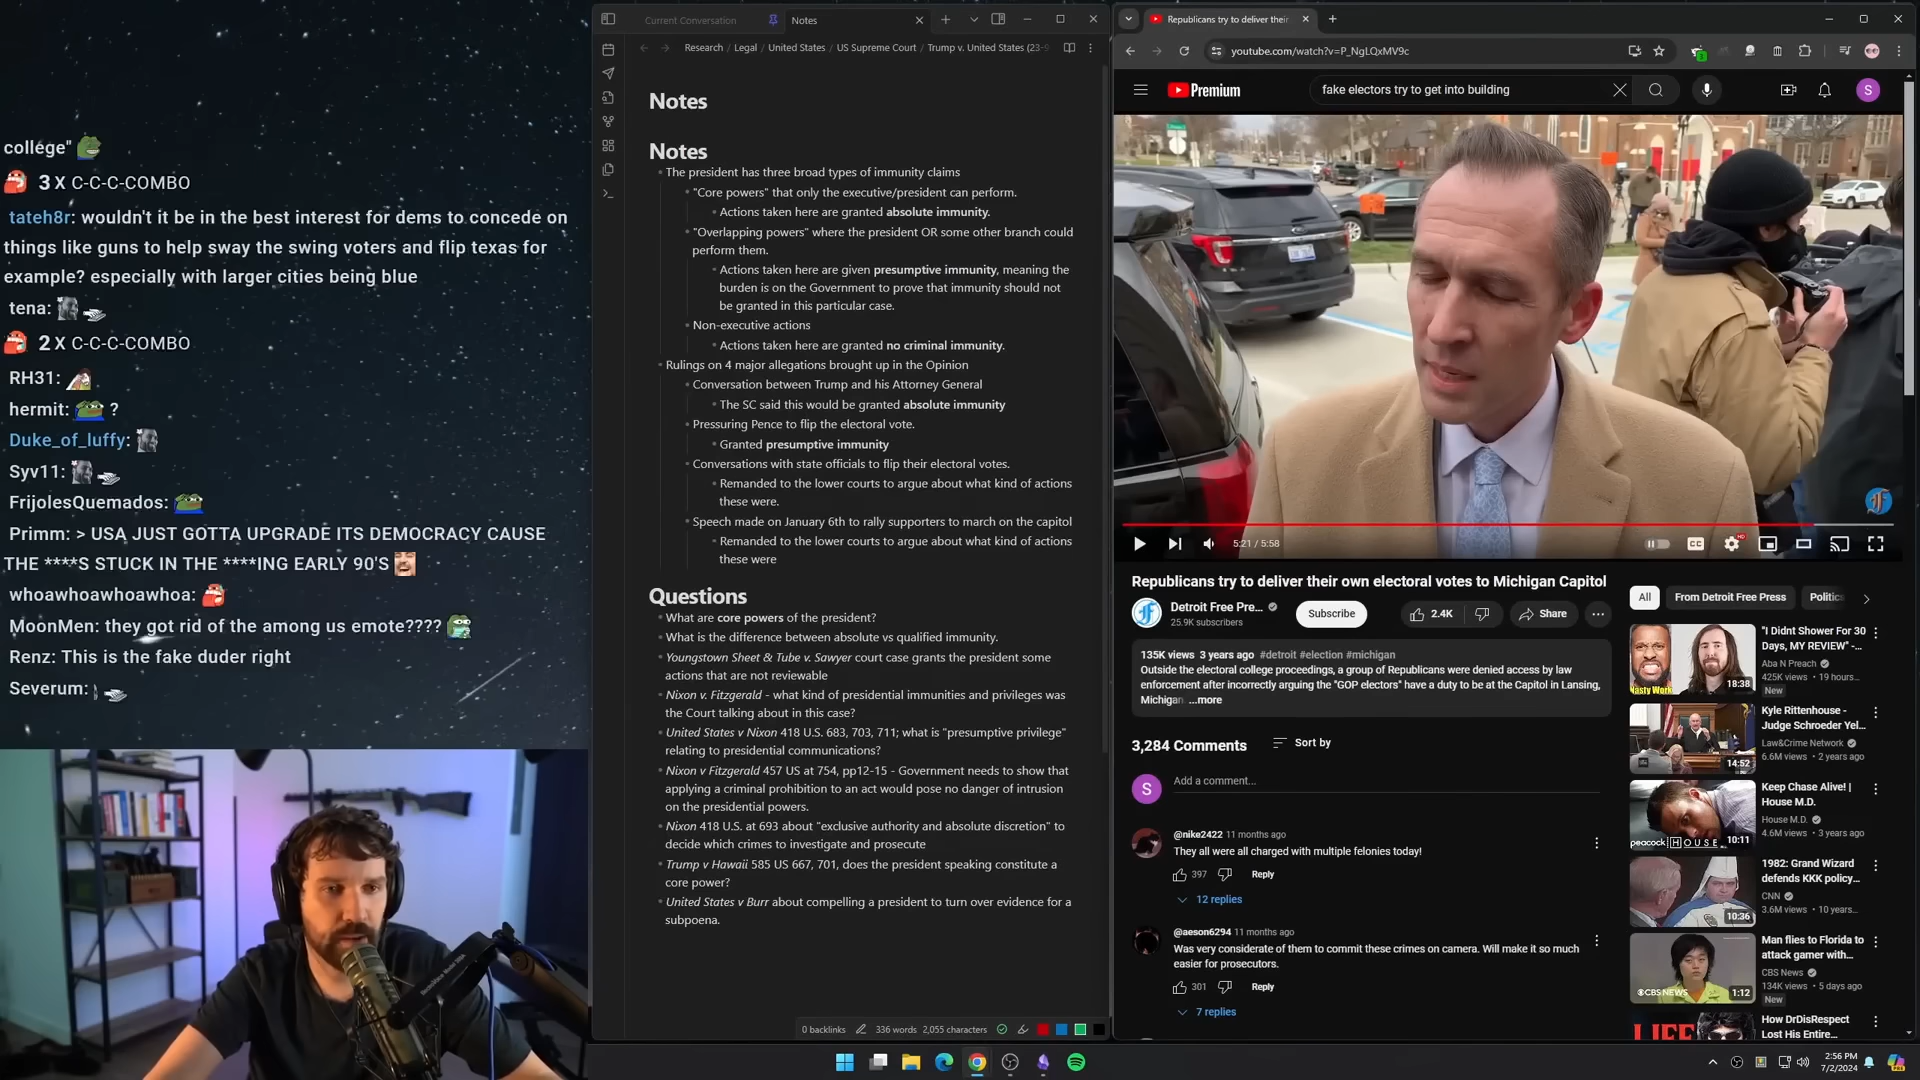 college"
3 X C-C-C-COMBO
tateh8r: wouldn't it be in the best interest for dems to concede on
things like guns to help sway the swing voters and flip texas for
example? especially with larger cities being blue
tena:
2 X C-C-C-COMBO
RH31:
hermit: ?
Duke_of_luffy:
Syv11:
FrijolesQuemados:
Primm: > USA JUST GOTTA UPGRADE ITS DEMOCRACY CAUSE
THE ****S STUCK IN THE ****ING EARLY 90'S
whoawhoawhoawhoa:
MoonMen: they got rid of the among us emote????
Renz: This is the fake duder right
Severum:
Current Conversation
Notes
Research / Legal / United States / US Supreme Court / Trump v. United States (23-9
Notes
Notes
The president has three broad types of immunity claims
"Core powers" that only the executive/president can perform.
Actions taken here are granted absolute immunity.
"Overlapping powers" where the president OR some other branch could
perform them.
Actions taken here are given presumptive immunity, meaning the
burden is on the Government to prove that immunity should not
be granted in this particular case.
Non-executive actions
Actions taken here are granted no criminal immunity.
Rulings on 4 major allegations brought up in the Opinion
Conversation between Trump and his Attorney General
The SC said this would be granted absolute immunity
Pressuring Pence to flip the electoral vote.
Granted presumptive immunity
Conversations with state officials to flip their electoral votes.
Remanded to the lower courts to argue about what kind of actions
these were.
Speech made on January 6th to rally supporters to march on the capitol
Remanded to the lower courts to argue about what kind of actions
these were
Questions
What are core powers of the president?
What is the difference between absolute vs qualified immunity.
Youngstown Sheet & Tube v. Sawyer court case grants the president some
actions that are not reviewable
Nixon v. Fitzgerald - what kind of presidential immunities and privileges was
the Court talking about in this case?
United States v Nixon 418 U.S. 683, 703, 711; what is "presumptive privilege"
relating to presidential communications?
Nixon v Fitzgerald 457 US at 754, pp12-15 - Government needs to show that
applying a criminal prohibition to an act would pose no danger of intrusion
on the presidential powers.
Nixon 418 U.S. at 693 about "exclusive authority and absolute discretion" to
decide which crimes to investigate and prosecute
Trump v Hawaii 585 US 667, 701, does the president speaking constitute a
core power?
United States v Burr about compelling a president to turn over evidence for a
subpoena.
0 backlinks 336 words 2,055 characters
Republicans try to deliver their
youtube.com/watch?v=P_NgLQxMV9c
Premium
fake electors try to get into building
S
5:21 / 5:58
CC
HD
Republicans try to deliver their own electoral votes to Michigan Capitol
Detroit Free Pre...
25.9K subscribers
Subscribe
2.4K
Share
135K views 3 years ago #detroit #election #michigan
Outside the electoral college proceedings, a group of Republicans were denied access by law
enforcement after incorrectly arguing the "GOP electors" have a duty to be at the Capitol in Lansing,
Michigan ...more
3,284 Comments
Sort by
S
Add a comment...
@nike2422 11 months ago
They all were all charged with multiple felonies today!
397
Reply
12 replies
@aeson6294 11 months ago
Was very considerate of them to commit these crimes on camera. Will make it so much
easier for prosecutors.
301
Reply
7 replies
All
From Detroit Free Press
Politics
Nasty Work
18:38
"I Didnt Shower For 30
Days, MY REVIEW" -...
Aba N Preach
425K views • 19 hours...
New
14:52
Kyle Rittenhouse -
Judge Schroeder Yel...
Law&Crime Network
6.6M views • 2 years ago
peacock HOUSE
10:11
Keep Chase Alive! |
House M.D.
House M.D.
4.6M views • 3 years ago
10:36
1982: Grand Wizard
defends KKK policy...
CNN
3.6M views • 10 years...
CBS NEWS
1:12
Man flies to Florida to
attack gamer with...
CBS News
134K views • 5 days ago
New
LIFE
How DrDisRespect
Lost His Entire...
2:56 PM
7/2/2024